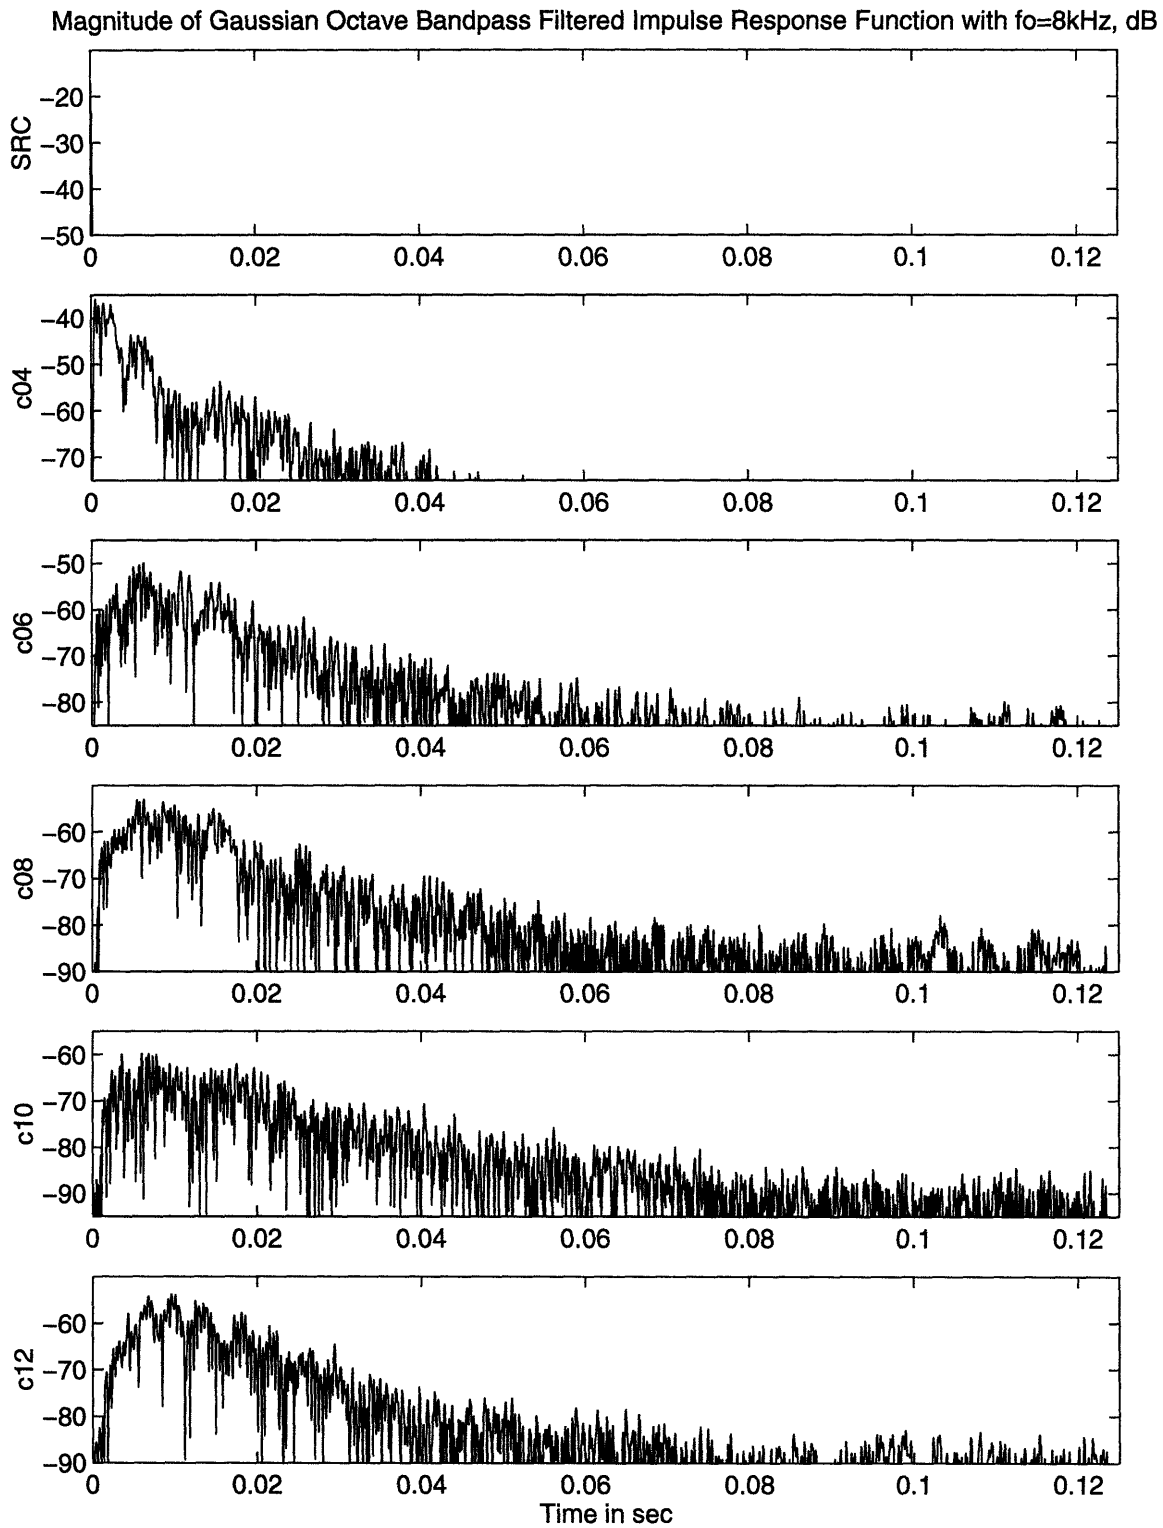 Magnitude of Gaussian Octave Bandpass Filtered Impulse Response Function with fo=8kHz, dB
SRC
−20
−30
−40
−50
0 0.02 0.04 0.06 0.08 0.1 0.12
c04
−40
−50
−60
−70
0 0.02 0.04 0.06 0.08 0.1 0.12
c06
−50
−60
−70
−80
0 0.02 0.04 0.06 0.08 0.1 0.12
c08
−60
−70
−80
−90
0 0.02 0.04 0.06 0.08 0.1 0.12
c10
−60
−70
−80
−90
0 0.02 0.04 0.06 0.08 0.1 0.12
c12
−60
−70
−80
−90
0 0.02 0.04 0.06 0.08 0.1 0.12
Time in sec